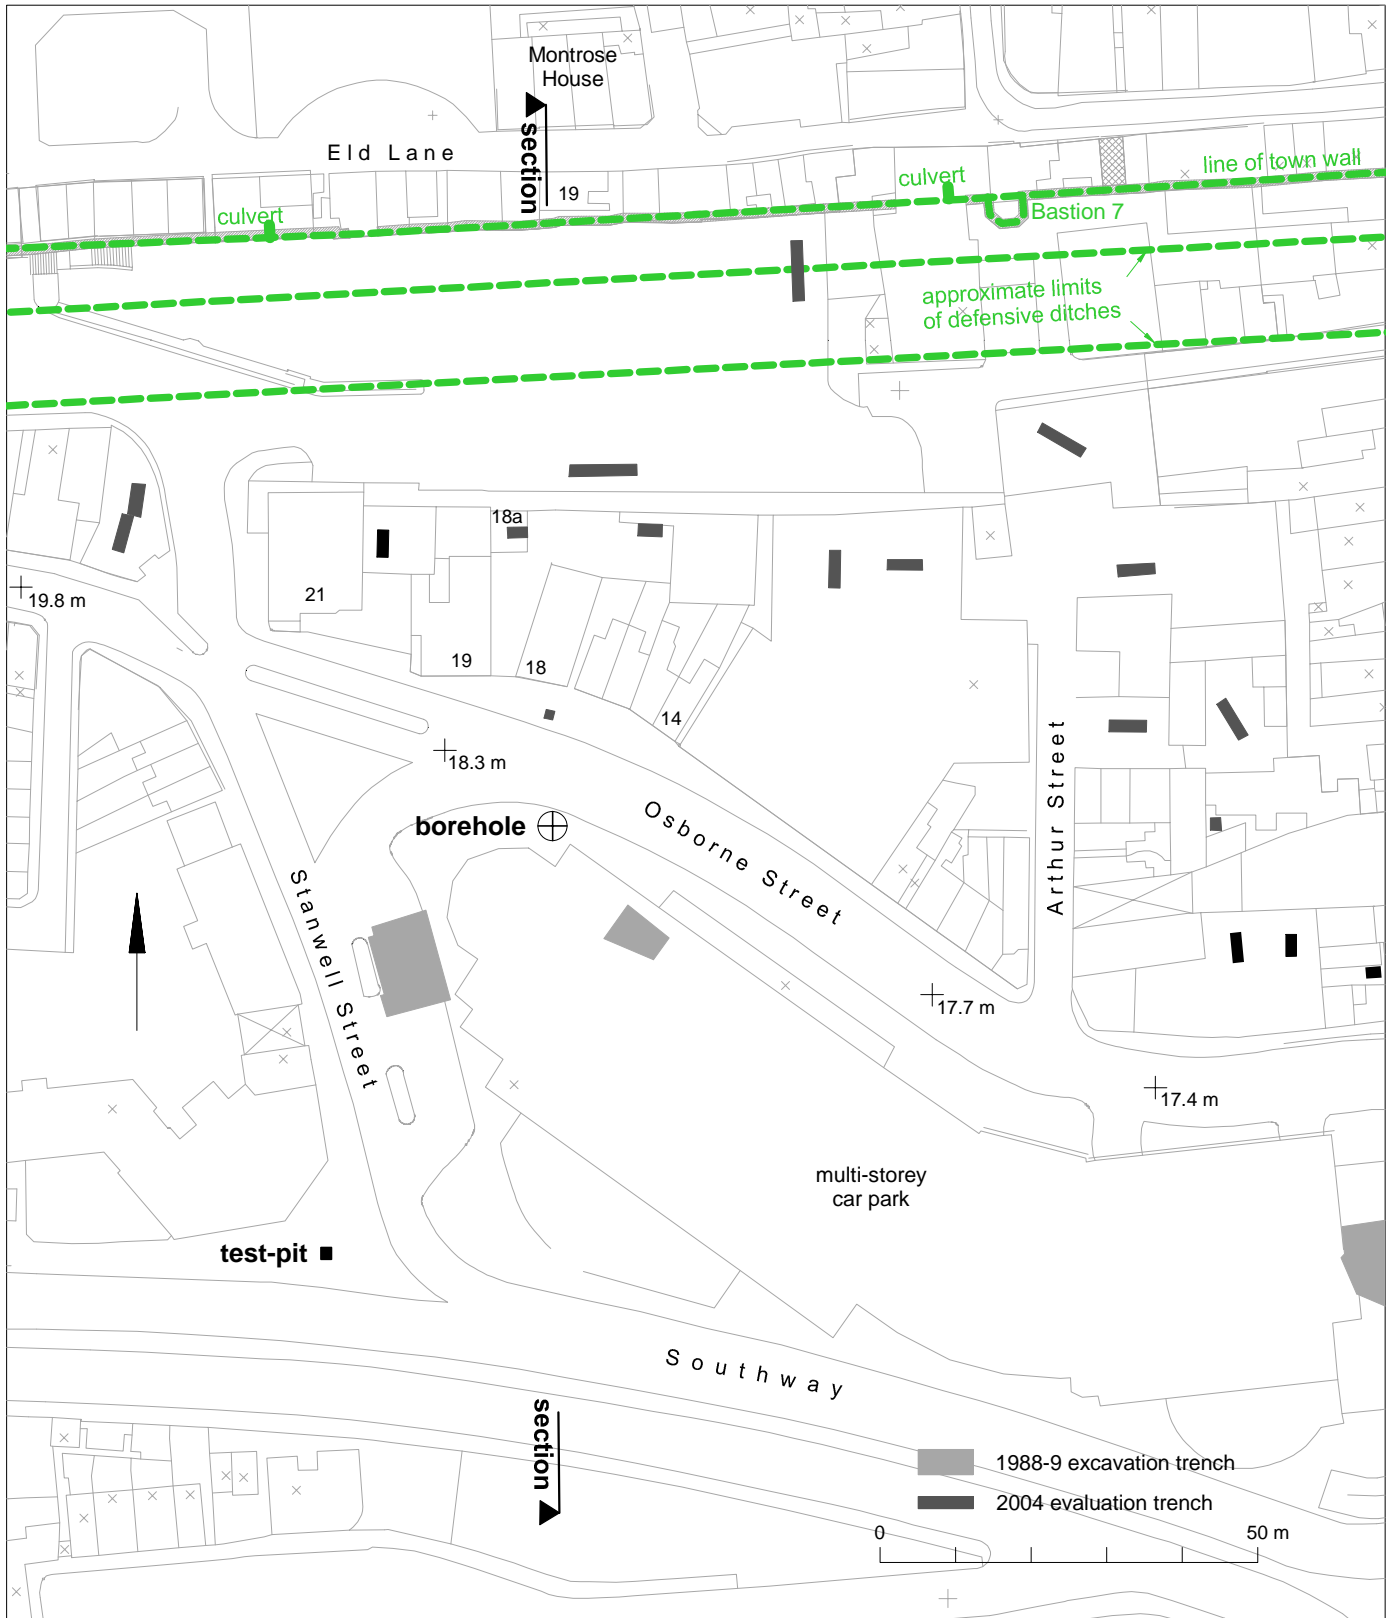 Montrose
House
section
Eld Lane
19
culvert
culvert
line of town wall
Bastion 7
approximate limits
of defensive ditches
18a
21
19.8 m
19
18
14
18.3 m
borehole
Osborne Street
Arthur Street
Stanwell Street
17.7 m
17.4 m
multi-storey
car park
test-pit
Southway
section
1988-9 excavation trench
2004 evaluation trench
0
50 m